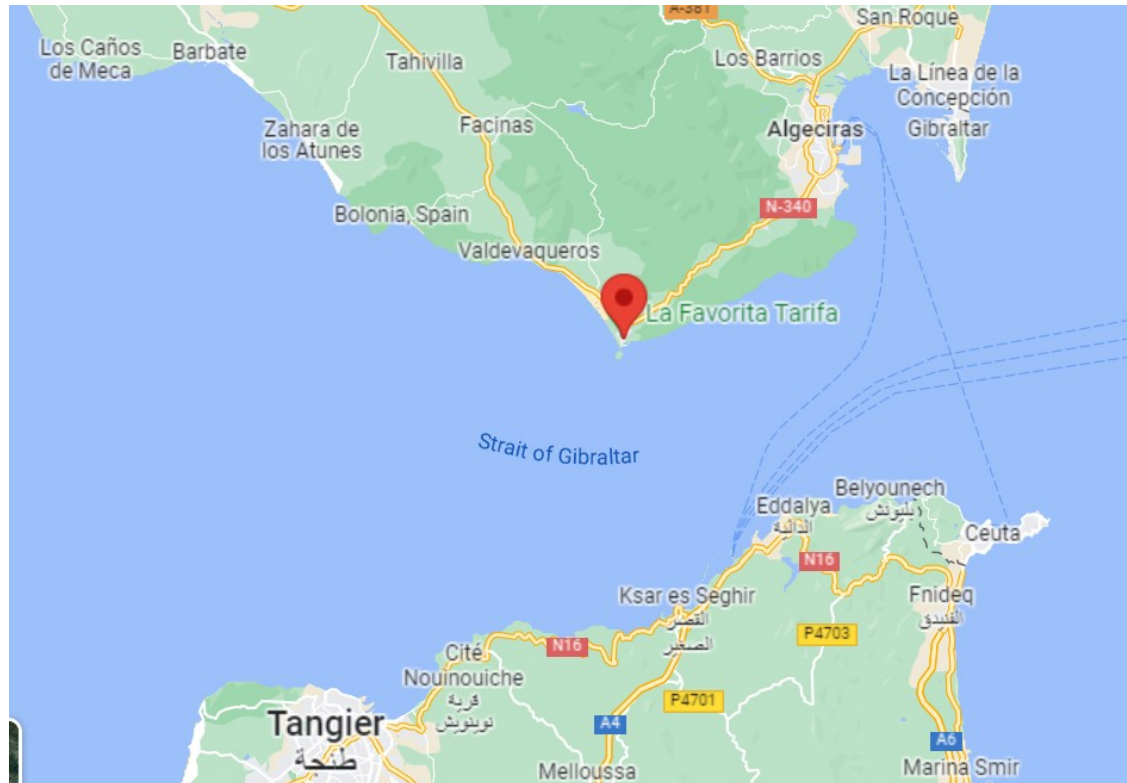 A-381
San Roque
Los Caños
de Meca
Barbate
Tahivilla
Los Barrios
La Línea de la
Concepción
Zahara de
los Atunes
Facinas
Algeciras
Gibraltar
Bolonia, Spain
N-340
Valdevaqueros
La Favorita Tarifa
Strait of Gibraltar
Belyounech
بليونش
Eddalya
الدالية
Ceuta
N16
Ksar es Seghir
القصر
الصغير
Fnideq
الفنيدق
P4703
N16
Cité
Nouinouiche
قرية
نوينويش
P4701
Tangier
طنجة
A4
A6
Melloussa
Marina Smir